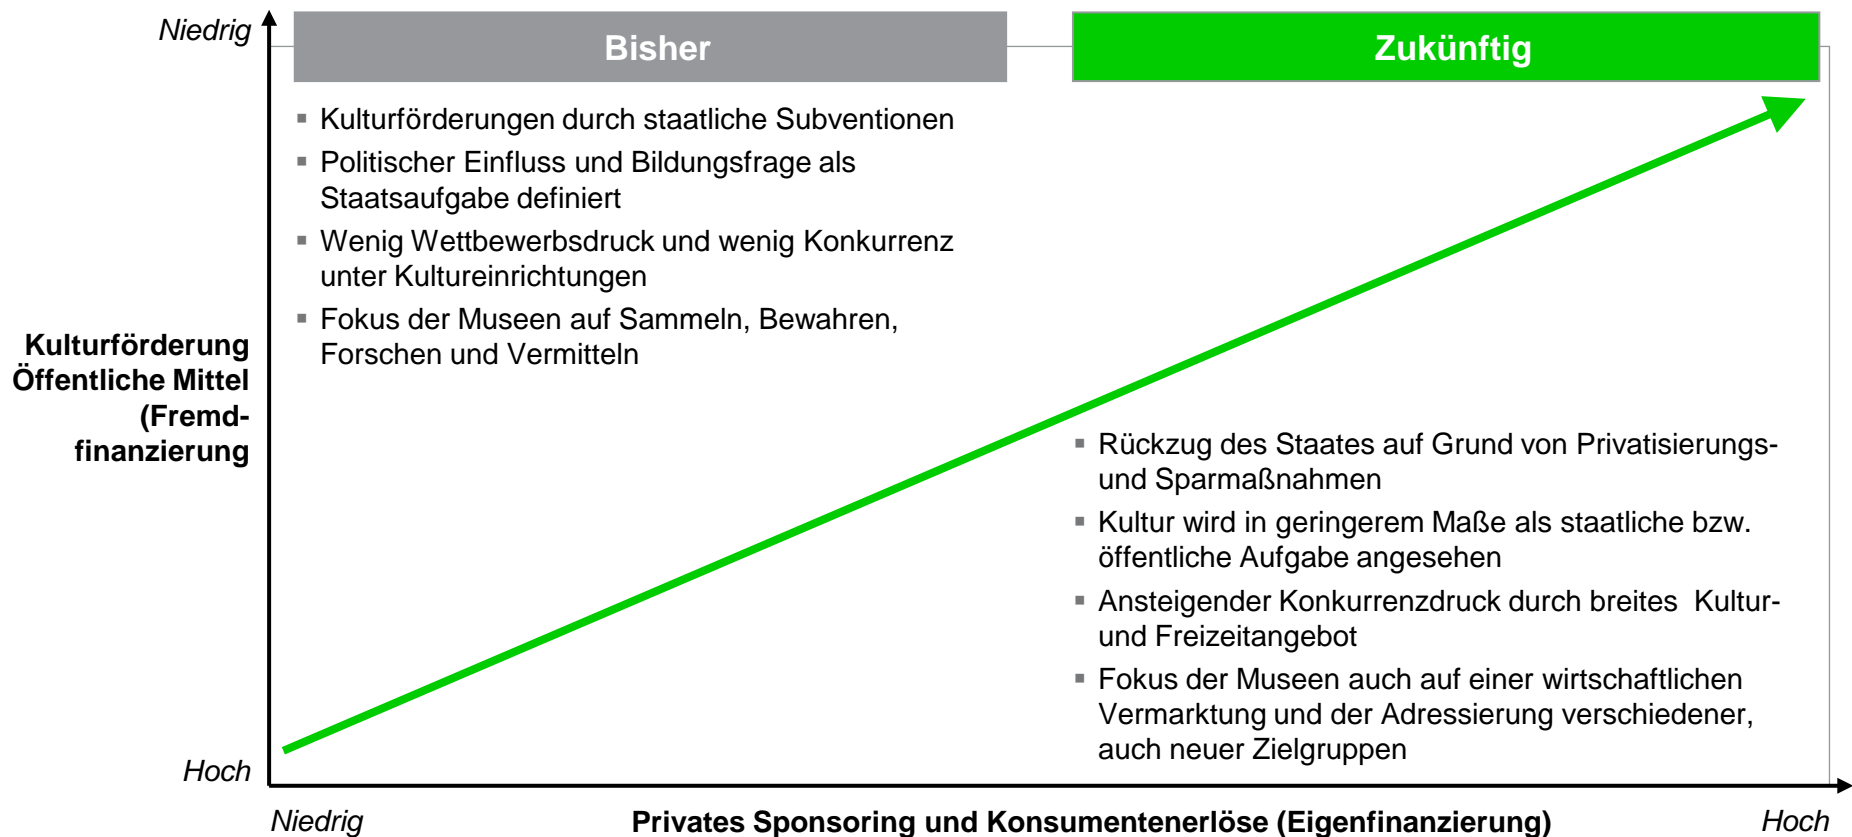 Niedrig
Bisher
Zukünftig
▪ Kulturförderungen durch staatliche Subventionen
▪ Politischer Einfluss und Bildungsfrage als
Staatsaufgabe definiert
▪ Wenig Wettbewerbsdruck und wenig Konkurrenz
unter Kultureinrichtungen
▪ Fokus der Museen auf Sammeln, Bewahren,
Forschen und Vermitteln
Kulturförderung
Öffentliche Mittel
(Fremd-
finanzierung
▪ Rückzug des Staates auf Grund von Privatisierungs-
und Sparmaßnahmen
▪ Kultur wird in geringerem Maße als staatliche bzw.
öffentliche Aufgabe angesehen
▪ Ansteigender Konkurrenzdruck durch breites  Kultur-
und Freizeitangebot
▪ Fokus der Museen auch auf einer wirtschaftlichen
Vermarktung und der Adressierung verschiedener,
auch neuer Zielgruppen
Hoch
Niedrig
Privates Sponsoring und Konsumentenerlöse (Eigenfinanzierung)
Hoch